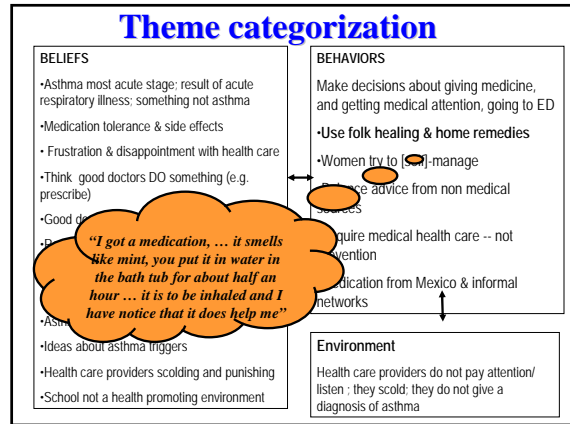 Theme categorization
BELIEFS
•Asthma most acute stage; result of acute
respiratory illness; something not asthma
•Medication tolerance & side effects
• Frustration & disappointment with health care
•Think good doctors DO something (e.g.
prescribe)
•Good
“I got a medication, … it smells
like mint, you put it in water in
the bath tub for about half an
hour … it is to be inhaled and I
have notice that it does help me”
•Ideas about asthma triggers
•Health care providers scolding and punishing
•School not a health promoting environment
BEHAVIORS
Make decisions about giving medicine,
and getting medical attention, going to ED
•Use folk healing & home remedies
•Women try to [self]-manage
advice from non medical
medical health care -- not
from Mexico & informal
networks
Environment
Health care providers do not pay attention/
listen ; they scold; they do not give a
diagnosis of asthma